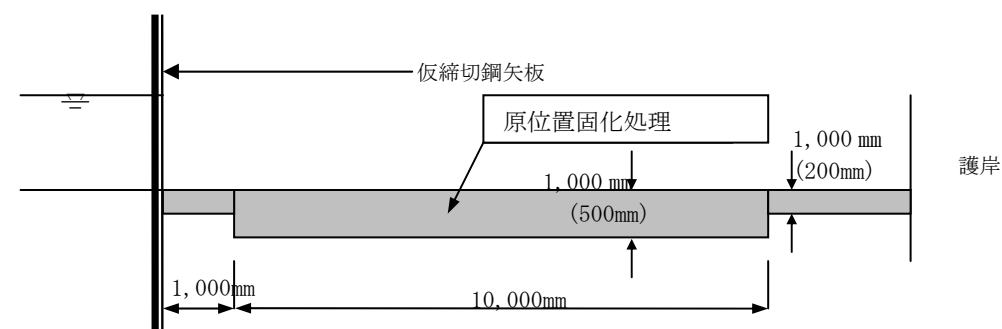 仮締切鋼矢板
原位置固化処理
1,000 mm
(200mm)
護岸
1,000 mm
(500mm)
1,000mm
10,000mm